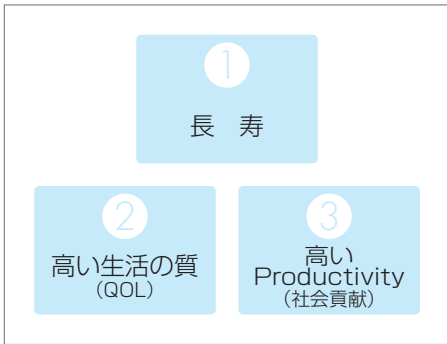 1
長　寿
2
高い生活の質
（QOL）
3
高い
Productivity
（社会貢献）